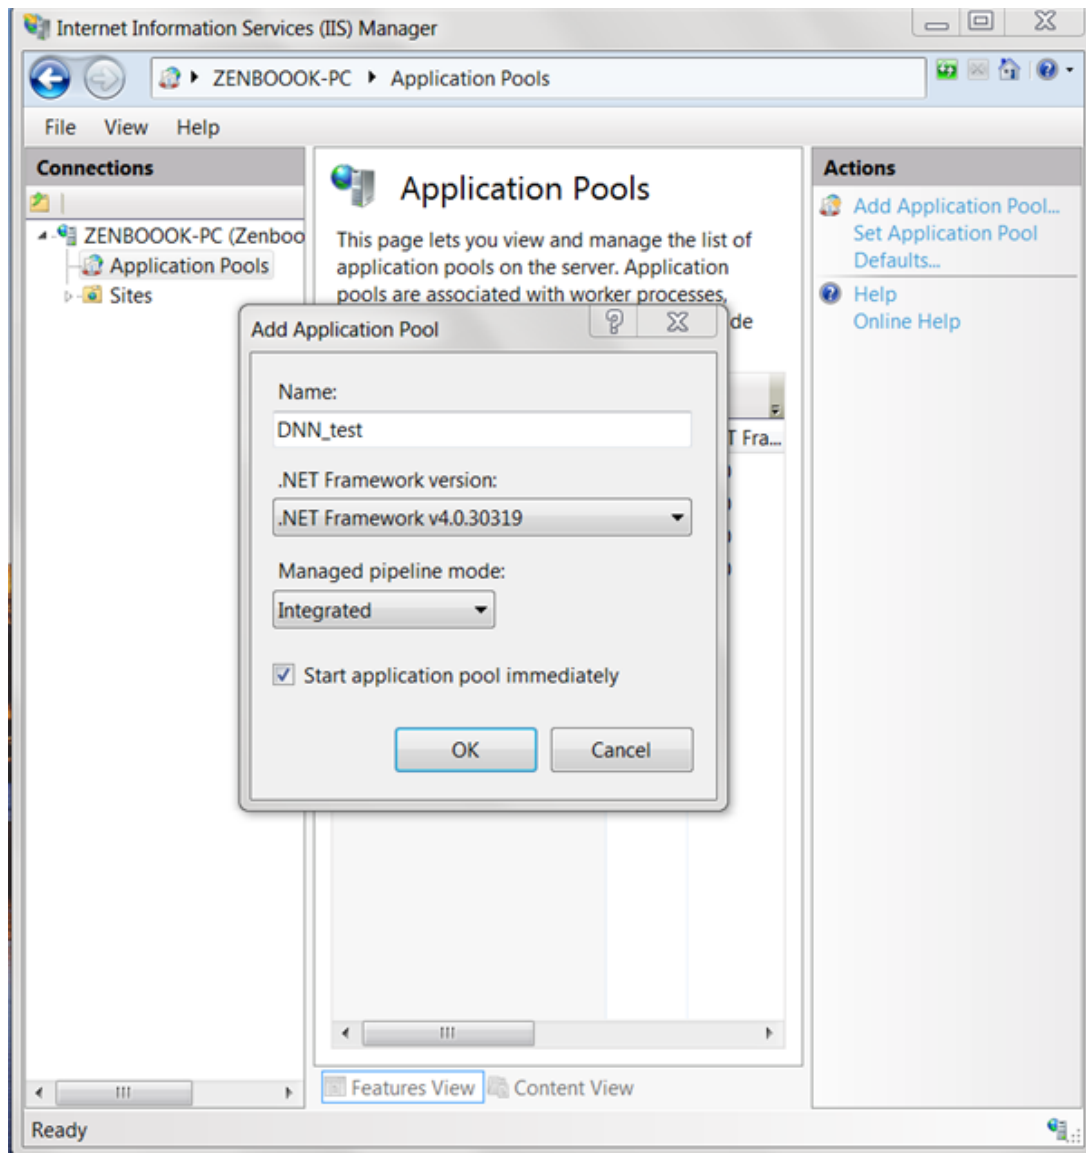 Internet Information Services (IIS) Manager
ZENBOOOK-PC ▸ Application Pools
File View Help
Connections
ZENBOOOK-PC (Zenboo
Application Pools
Sites
Application Pools
This page lets you view and manage the list of
application pools on the server. Application
pools are associated with worker processes,
de
T Fra...
Add Application Pool
Name:
DNN_test
.NET Framework version:
.NET Framework v4.0.30319
Managed pipeline mode:
Integrated
Start application pool immediately
OK Cancel
Features View Content View
Actions
Add Application Pool...
Set Application Pool
Defaults...
Help
Online Help
Ready